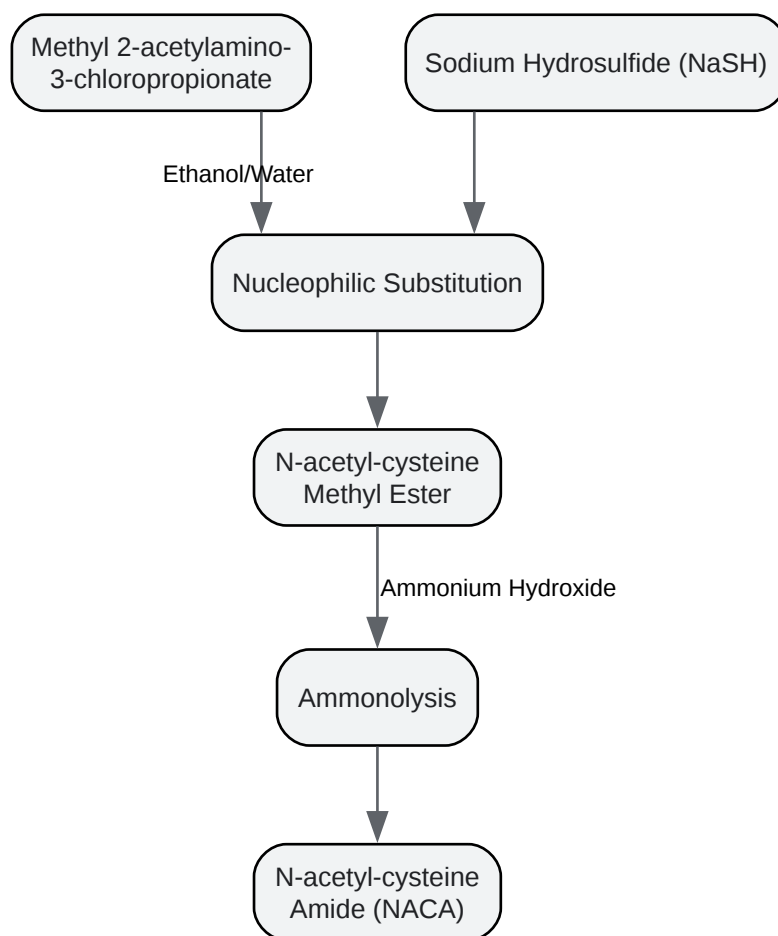 Methyl 2-acetylamino-
3-chloropropionate
Sodium Hydrosulfide (NaSH)
Ethanol/Water
Nucleophilic Substitution
N-acetyl-cysteine
Methyl Ester
Ammonium Hydroxide
Ammonolysis
N-acetyl-cysteine
Amide (NACA)